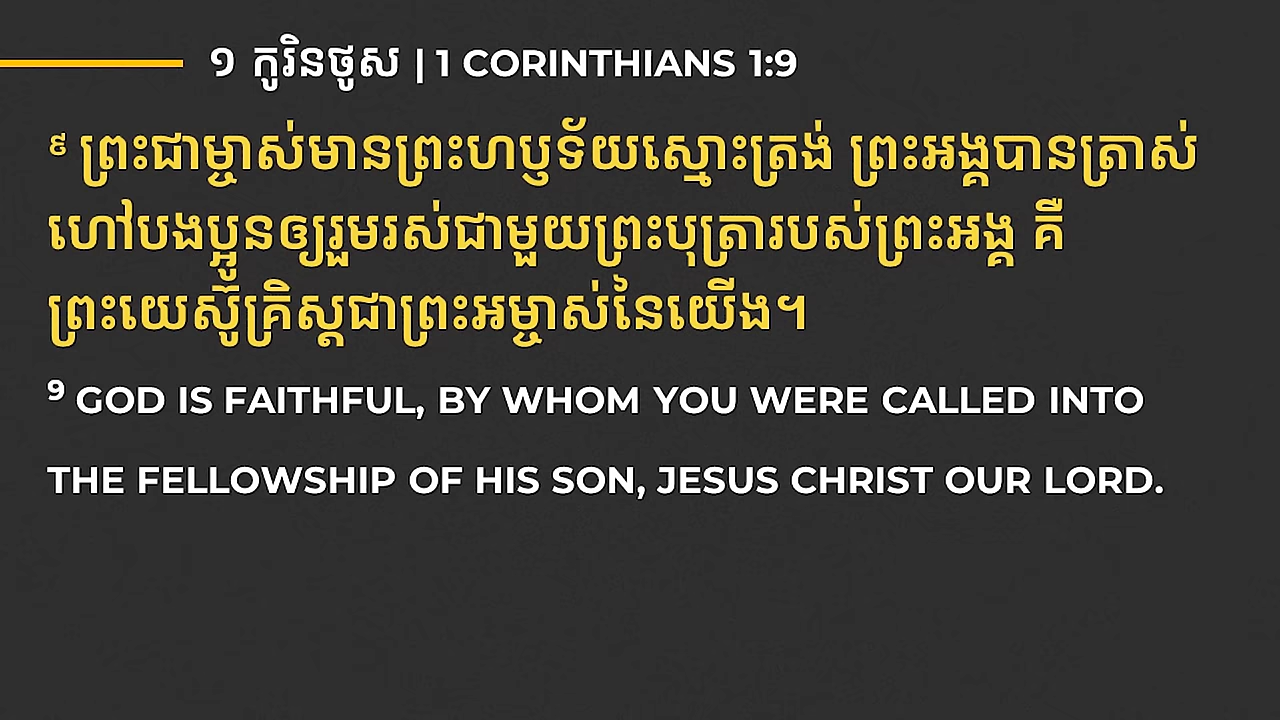 ១ កូរិនថូស | 1 CORINTHIANS 1:9
៩ ព្រះជាម្ចាស់មានព្រះហឫទ័យស្មោះត្រង់ ព្រះអង្គបានត្រាស់
ហៅបងប្អូនឲ្យរួមរស់ជាមួយព្រះបុត្រារបស់ព្រះអង្គ គឺ
ព្រះយេស៊ូគ្រិស្តជាព្រះអម្ចាស់នៃយើង។
9 GOD IS FAITHFUL, BY WHOM YOU WERE CALLED INTO
THE FELLOWSHIP OF HIS SON, JESUS CHRIST OUR LORD.